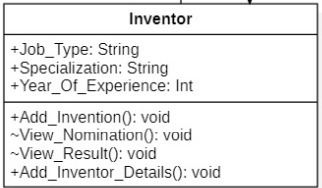 Inventor
+Job_Type: String
+Specialization: String
+Year_Of_Experience: Int
+Add_Invention(): void
~View_Nomination(): void
~View_Result(): void
+Add_Inventor_Details(): void